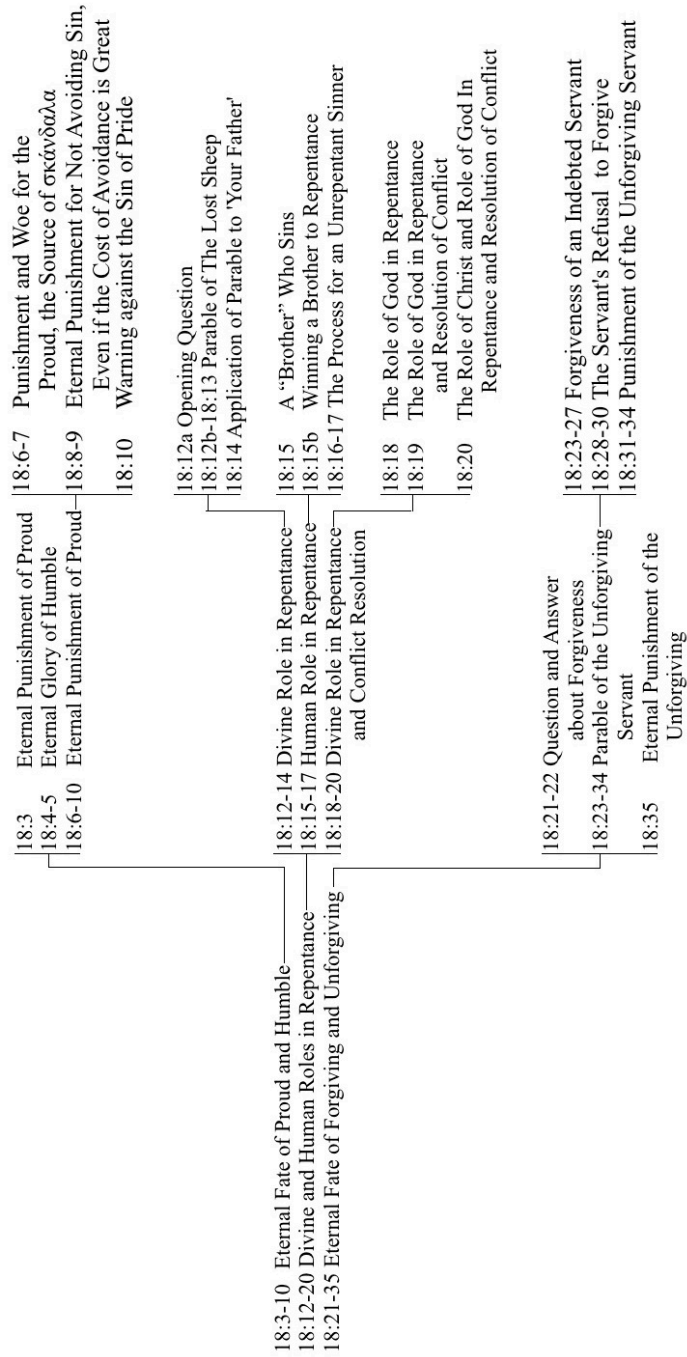 18:3-10 Eternal Fate of Proud and Humble
18:12-20 Divine and Human Roles in Repentance
18:21-35 Eternal Fate of Forgiving and Unforgiving
18:3 Eternal Punishment of Proud
18:4-5 Eternal Glory of Humble
18:6-10 Eternal Punishment of Proud
18:12-14 Divine Role in Repentance
18:15-17 Human Role in Repentance
18:18-20 Divine Role in Repentance
and Conflict Resolution
18:21-22 Question and Answer
about Forgiveness
18:23-34 Parable of the Unforgiving
Servant
18:35 Eternal Punishment of the
Unforgiving
18:6-7 Punishment and Woe for the
Proud, the Source of σκάνδαλα
18:8-9 Eternal Punishment for Not Avoiding Sin,
Even if the Cost of Avoidance is Great
18:10 Warning against the Sin of Pride
18:12a Opening Question
18:12b-18:13 Parable of The Lost Sheep
18:14 Application of Parable to 'Your Father'
18:15 A “Brother” Who Sins
18:15b Winning a Brother to Repentance
18:16-17 The Process for an Unrepentant Sinner
18:18 The Role of God in Repentance
18:19 The Role of God in Repentance
and Resolution of Conflict
18:20 The Role of Christ and Role of God In
Repentance and Resolution of Conflict
18:23-27 Forgiveness of an Indebted Servant
18:28-30 The Servant's Refusal to Forgive
18:31-34 Punishment of the Unforgiving Servant